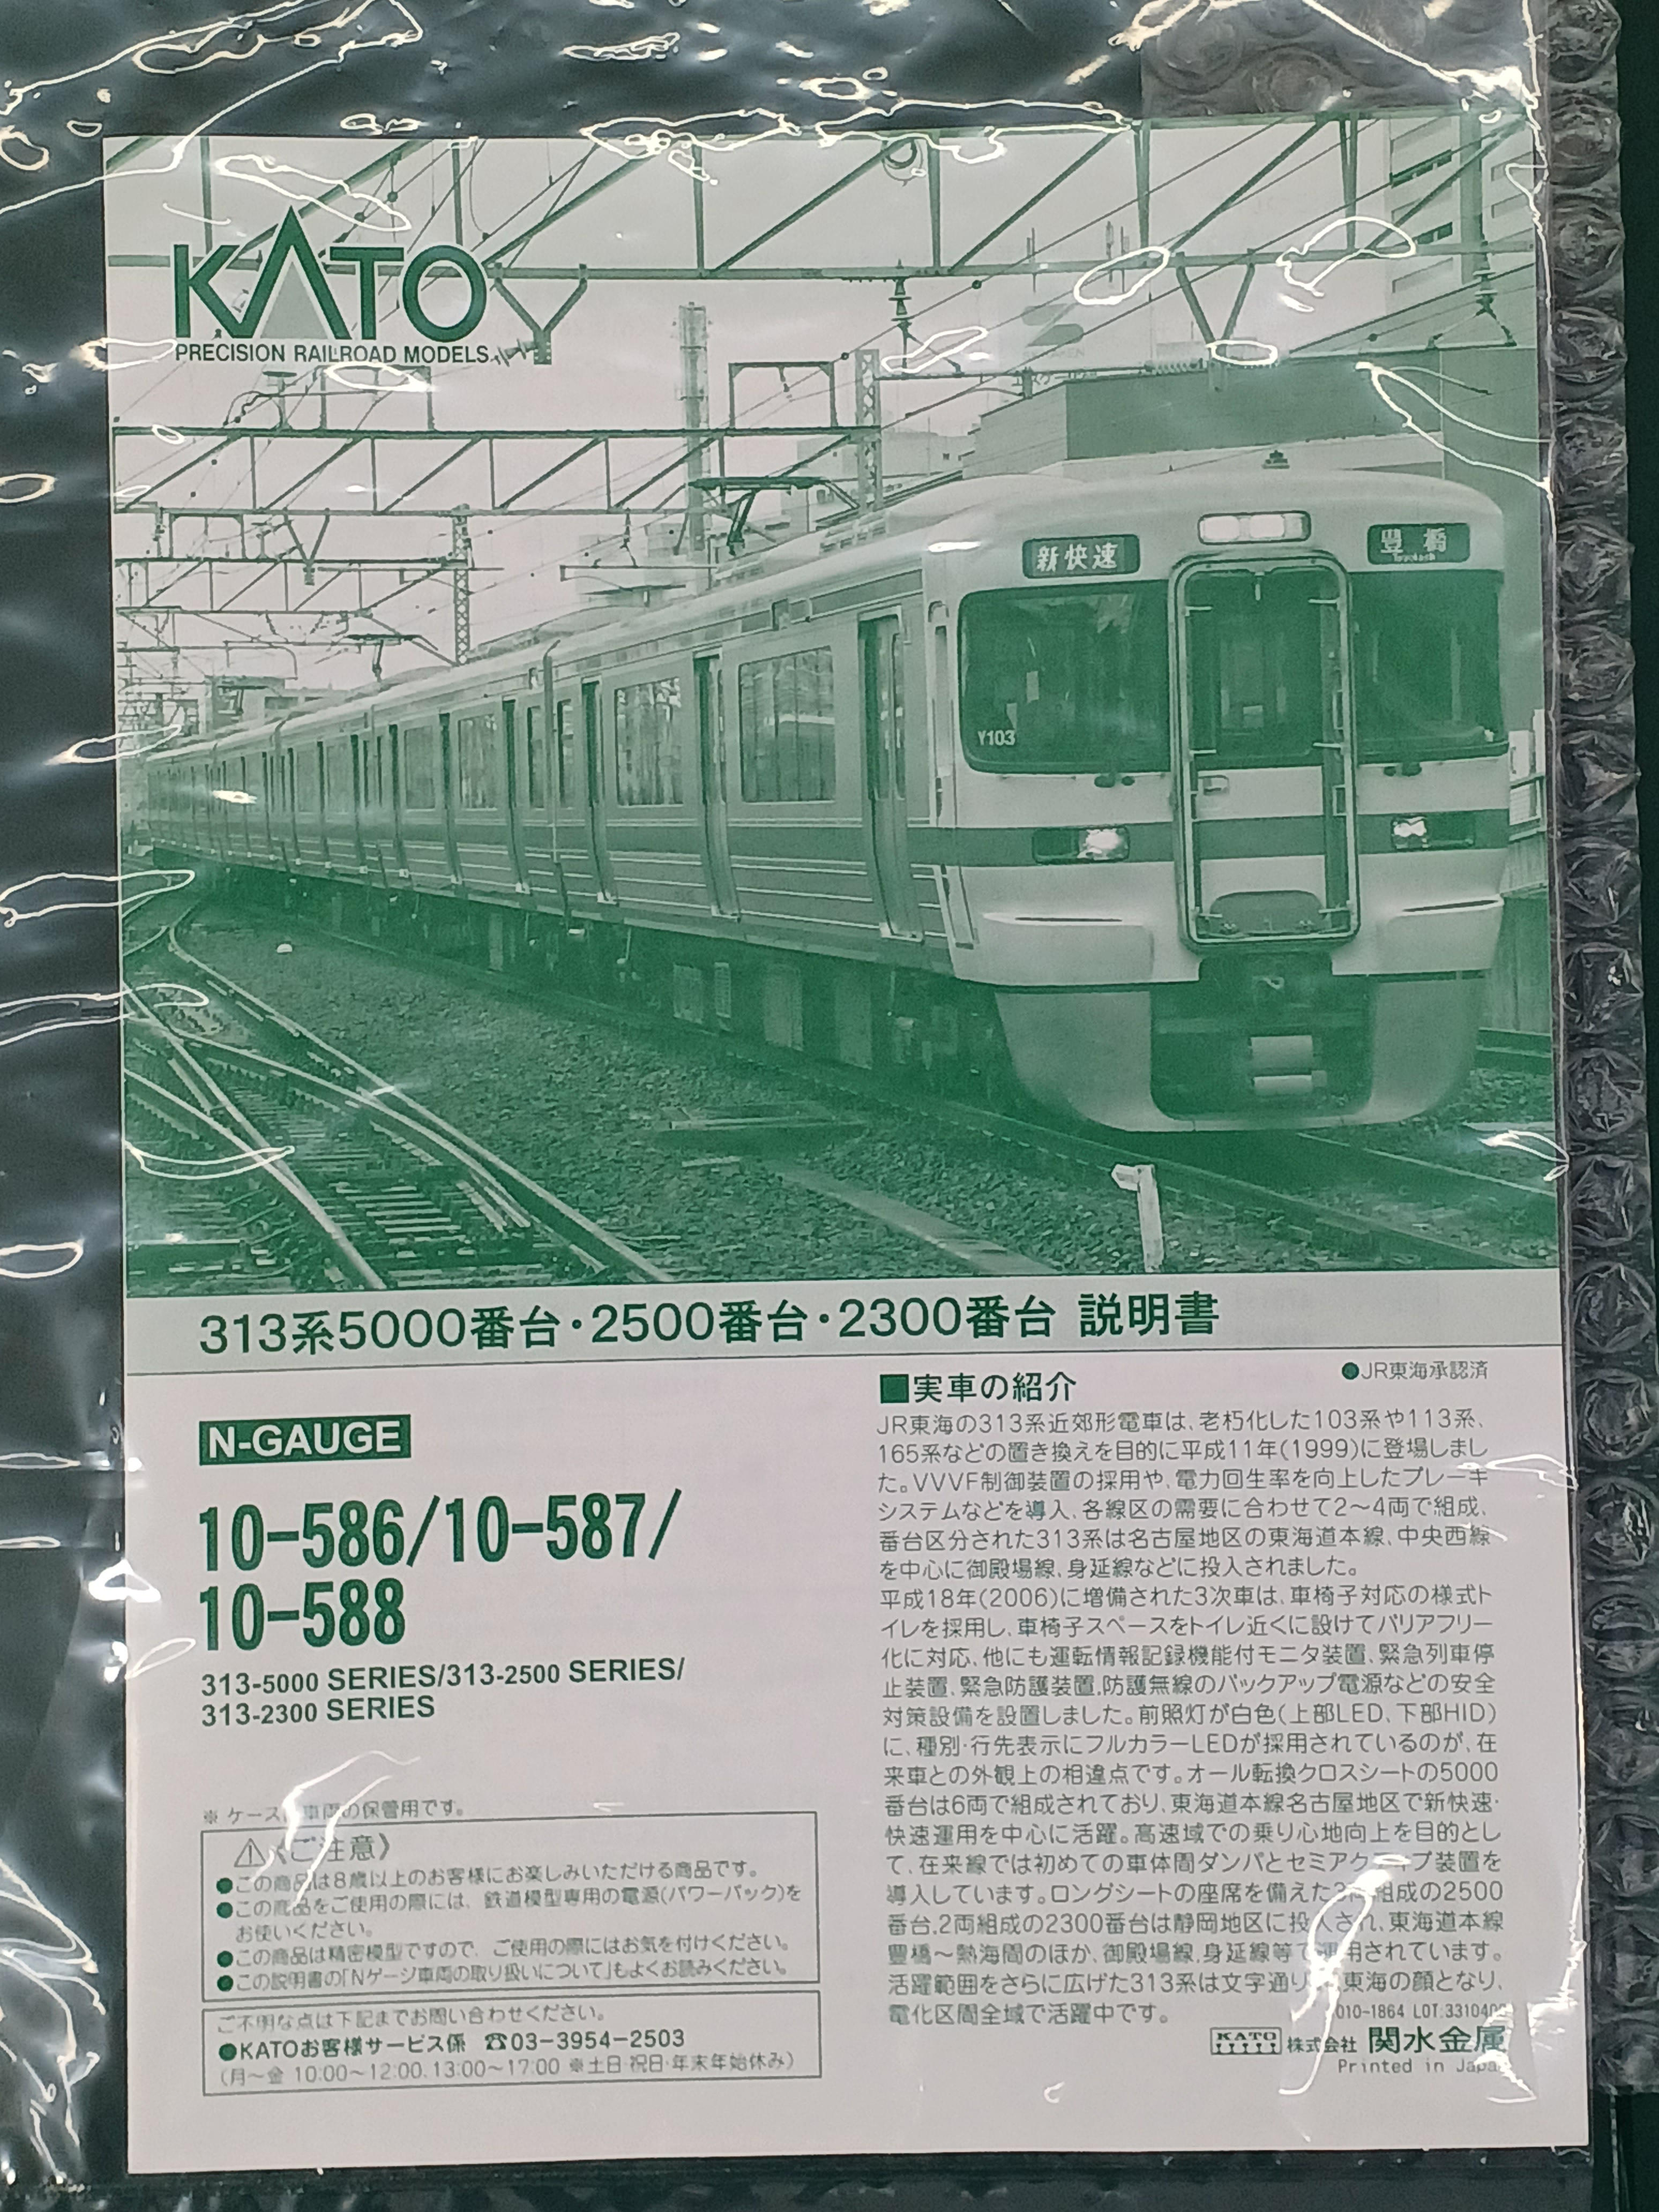 KATO
PRECISION RAILROAD MODELS
新快速
豊橋
Y103
313系5000番台・2500番台・2300番台 説明書
●JR東海承認済
N-GAUGE
10-586/10-587/
10-588
313-5000 SERIES/313-2500 SERIES/
313-2300 SERIES
※ ケース 車両の保管用です。
⚠《ご注意》
●この商品は8歳以上のお客様にお楽しみいただける商品です。
●この商品をご使用の際には、鉄道模型専用の電源(パワーパック)を
お使いください。
●この商品は精密模型ですので、ご使用の際にはお気を付けください。
●この説明書の「Nゲージ車両の取り扱いについて」もよくお読みください。
ご不明な点は下記までお問い合わせください。
●KATOお客様サービス係 ☎03-3954-2503
(月～金 10:00～12:00、13:00～17:00 ※土日・祝日・年末年始休み)
■実車の紹介
JR東海の313系近郊形電車は、老朽化した103系や113系、
165系などの置き換えを目的に平成11年(1999)に登場しまし
た。VVVF制御装置の採用や、電力回生率を向上したブレーキ
システムなどを導入、各線区の需要に合わせて2～4両で組成、
番台区分された313系は名古屋地区の東海道本線、中央西線
を中心に御殿場線、身延線などに投入されました。
平成18年(2006)に増備された3次車は、車椅子対応の様式ト
イレを採用し、車椅子スペースをトイレ近くに設けてバリアフリー
化に対応、他にも運転情報記録機能付モニタ装置、緊急列車停
止装置、緊急防護装置、防護無線のバックアップ電源などの安全
対策設備を設置しました。前照灯が白色(上部LED、下部HID)
に、種別・行先表示にフルカラーLEDが採用されているのが、在
来車との外観上の相違点です。オール転換クロスシートの5000
番台は6両で組成されており、東海道本線名古屋地区で新快速・
快速運用を中心に活躍。高速域での乗り心地向上を目的とし
て、在来線では初めての車体間ダンパとセミアクティブ装置を
導入しています。ロングシートの座席を備えた3両組成の2500
番台、2両組成の2300番台は静岡地区に投入され、東海道本線
豊橋～熱海間のほか、御殿場線、身延線等で運用されています。
活躍範囲をさらに広げた313系は文字通り 東海の顔となり、
電化区間全域で活躍中です。
010-1864 LOT:331040
KATO 株式会社 関水金属
Printed in Japan